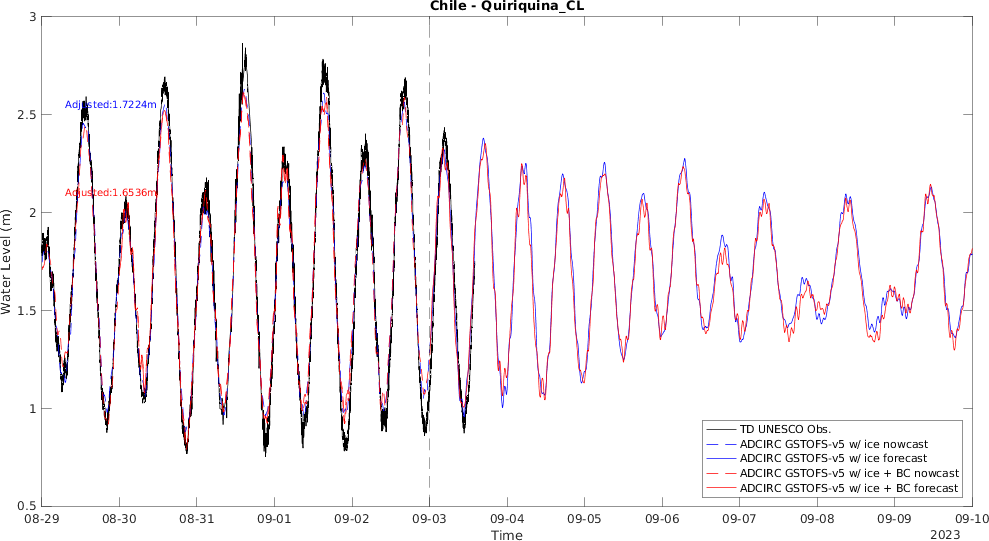 Chile - Quiriquina_CL
3
2.5
2
1.5
1
0.5
Water Level (m)
Adjusted:1.7224m
Adjusted:1.6536m
TD UNESCO Obs.
ADCIRC GSTOFS-v5 w/ ice nowcast
ADCIRC GSTOFS-v5 w/ ice forecast
ADCIRC GSTOFS-v5 w/ ice + BC nowcast
ADCIRC GSTOFS-v5 w/ ice + BC forecast
08-29 08-30 08-31 09-01 09-02 09-03 09-04 09-05 09-06 09-07 09-08 09-09 09-10
Time
2023